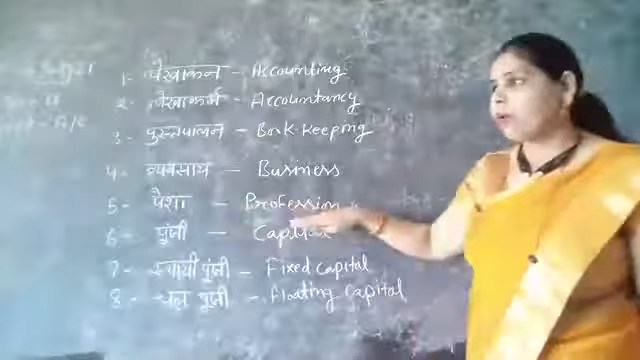 1- लेखांकन - Accounting
2- लेखाकर्म - Accountancy
3- पुस्तपालन - Book-keeping
4- व्यवसाय - Business
5- पेशा - Profession
6- पूंजी - Capital
7- स्थायी पूंजी - Fixed capital
8- चल पूंजी - Floating capital